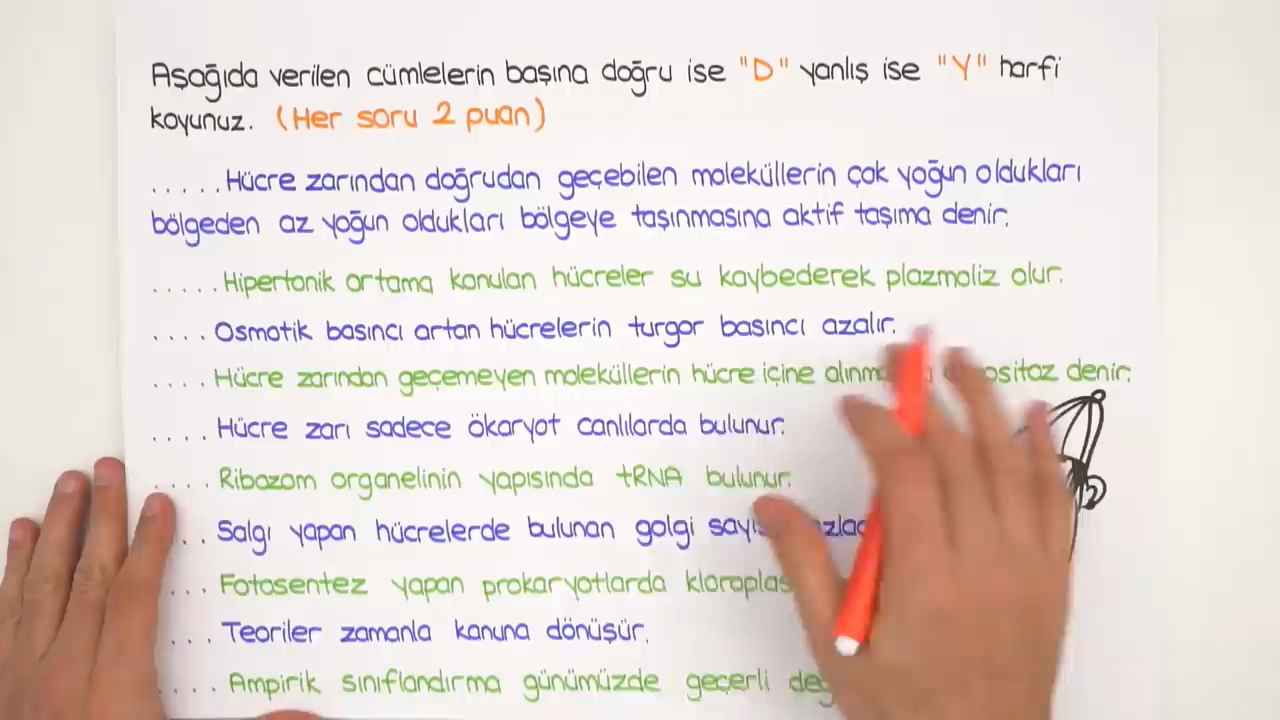 Aşağıda verilen cümlelerin başına doğru ise "D" yanlış ise "Y" harfi
koyunuz. (Her soru 2 puan)
.....Hücre zarından doğrudan geçebilen moleküllerin çok yoğun oldukları
bölgeden az yoğun oldukları bölgeye taşınmasına aktif taşıma denir.
.....Hipertonik ortama konulan hücreler su kaybederek plazmoliz olur.
.... Osmotik basıncı artan hücrelerin turgor basıncı azalır.
.... Hücre zarından geçemeyen moleküllerin hücre içine denir.
.... Hücre zarı sadece ökaryot canlılarda bulunur.
.... Ribozom organelinin yapısında tRNA bulunur.
.. Salgı yapan hücrelerde bulunan golgi
... Fotosentez yapan prokaryotlarda
... Teoriler zamanla kanuna dönüşür.
.... Ampirik sınıflandırma günümüzde geçerli